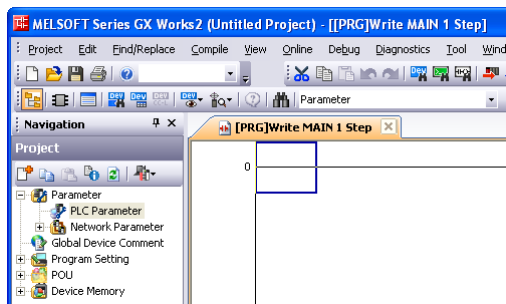 MELSOFT Series GX Works2 (Untitled Project) - [[PRG]Write MAIN 1 Step]
Project Edit Find/Replace Compile View Online Debug Diagnostics Tool Wind
Parameter
Navigation
[PRG]Write MAIN 1 Step
Project
0
Parameter
PLC Parameter
Network Parameter
Global Device Comment
Program Setting
POU
Device Memory